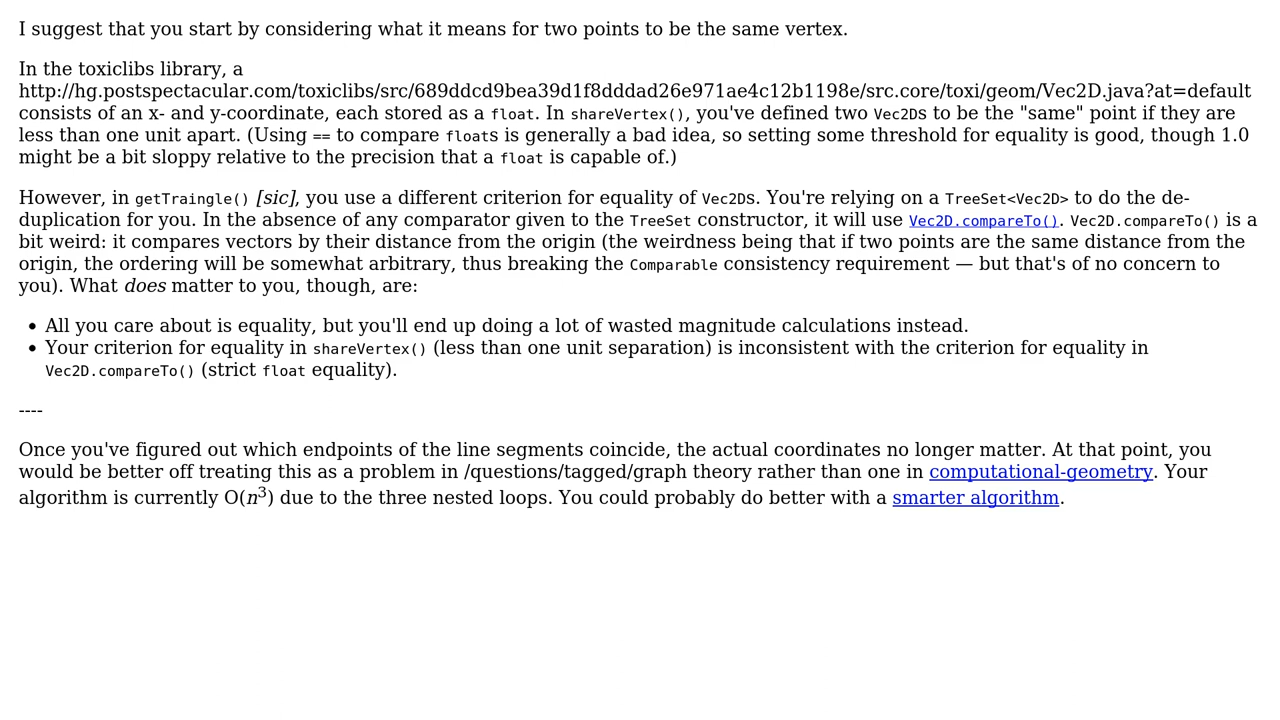 I suggest that you start by considering what it means for two points to be the same vertex.
In the toxiclibs library, a
http://hg.postspectacular.com/toxiclibs/src/689ddcd9bea39d1f8dddad26e971ae4c12b1198e/src.core/toxi/geom/Vec2D.java?at=default
consists of an x- and y-coordinate, each stored as a float. In shareVertex(), you've defined two Vec2Ds to be the "same" point if they are
less than one unit apart. (Using == to compare floats is generally a bad idea, so setting some threshold for equality is good, though 1.0
might be a bit sloppy relative to the precision that a float is capable of.)
However, in getTraingle() [sic], you use a different criterion for equality of Vec2Ds. You're relying on a TreeSet<Vec2D> to do the de-
duplication for you. In the absence of any comparator given to the TreeSet constructor, it will use Vec2D.compareTo(). Vec2D.compareTo() is a
bit weird: it compares vectors by their distance from the origin (the weirdness being that if two points are the same distance from the
origin, the ordering will be somewhat arbitrary, thus breaking the Comparable consistency requirement — but that's of no concern to
you). What does matter to you, though, are:
• All you care about is equality, but you'll end up doing a lot of wasted magnitude calculations instead.
• Your criterion for equality in shareVertex() (less than one unit separation) is inconsistent with the criterion for equality in
Vec2D.compareTo() (strict float equality).
----
Once you've figured out which endpoints of the line segments coincide, the actual coordinates no longer matter. At that point, you
would be better off treating this as a problem in /questions/tagged/graph theory rather than one in computational-geometry. Your
algorithm is currently O(n³) due to the three nested loops. You could probably do better with a smarter algorithm.